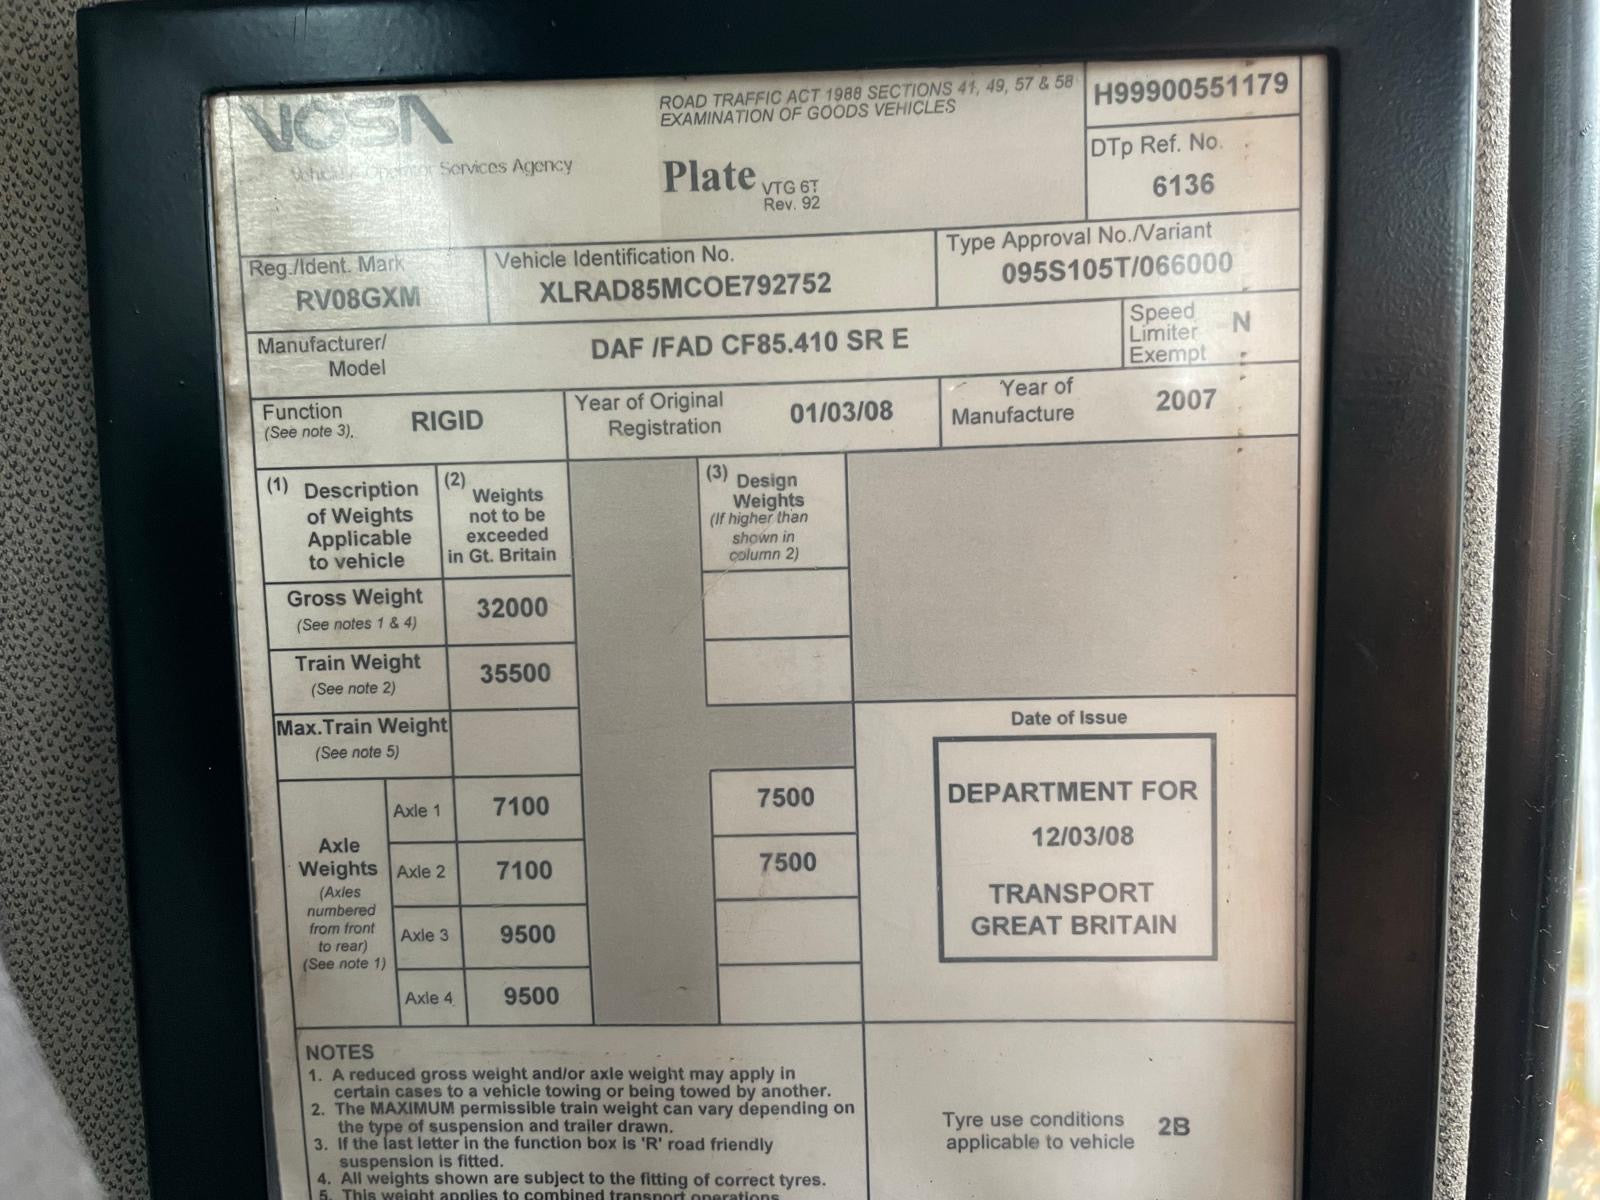 VOSA
ROAD TRAFFIC ACT 1988 SECTIONS 41, 49, 57 & 58
EXAMINATION OF GOODS VEHICLES
H99900551179
Vehicle & Operator Services Agency
Plate VTG 6T
Rev. 92
DTp Ref. No.
6136
Reg./Ident. Mark
RV08GXM
Vehicle Identification No.
XLRAD85MCOE792752
Type Approval No./Variant
095S105T/066000
Manufacturer/
Model
DAF /FAD CF85.410 SR E
Speed
Limiter
Exempt
N
Function
(See note 3).
RIGID
Year of Original
Registration
01/03/08
Year of
Manufacture
2007
(1) Description
of Weights
Applicable
to vehicle
(2) Weights
not to be
exceeded
in Gt. Britain
(3) Design
Weights
(If higher than
shown in
column 2)
Gross Weight
(See notes 1 & 4)
32000
Train Weight
(See note 2)
35500
Max.Train Weight
(See note 5)
Axle
Weights
(Axles
numbered
from front
to rear)
(See note 1)
Axle 1 7100 7500
Axle 2 7100 7500
Axle 3 9500
Axle 4 9500
Date of Issue
DEPARTMENT FOR
12/03/08
TRANSPORT
GREAT BRITAIN
NOTES
1. A reduced gross weight and/or axle weight may apply in
certain cases to a vehicle towing or being towed by another.
2. The MAXIMUM permissible train weight can vary depending on
the type of suspension and trailer drawn.
3. If the last letter in the function box is 'R' road friendly
suspension is fitted.
4. All weights shown are subject to the fitting of correct tyres.
5. This weight applies to combined transport operations
Tyre use conditions
applicable to vehicle
2B